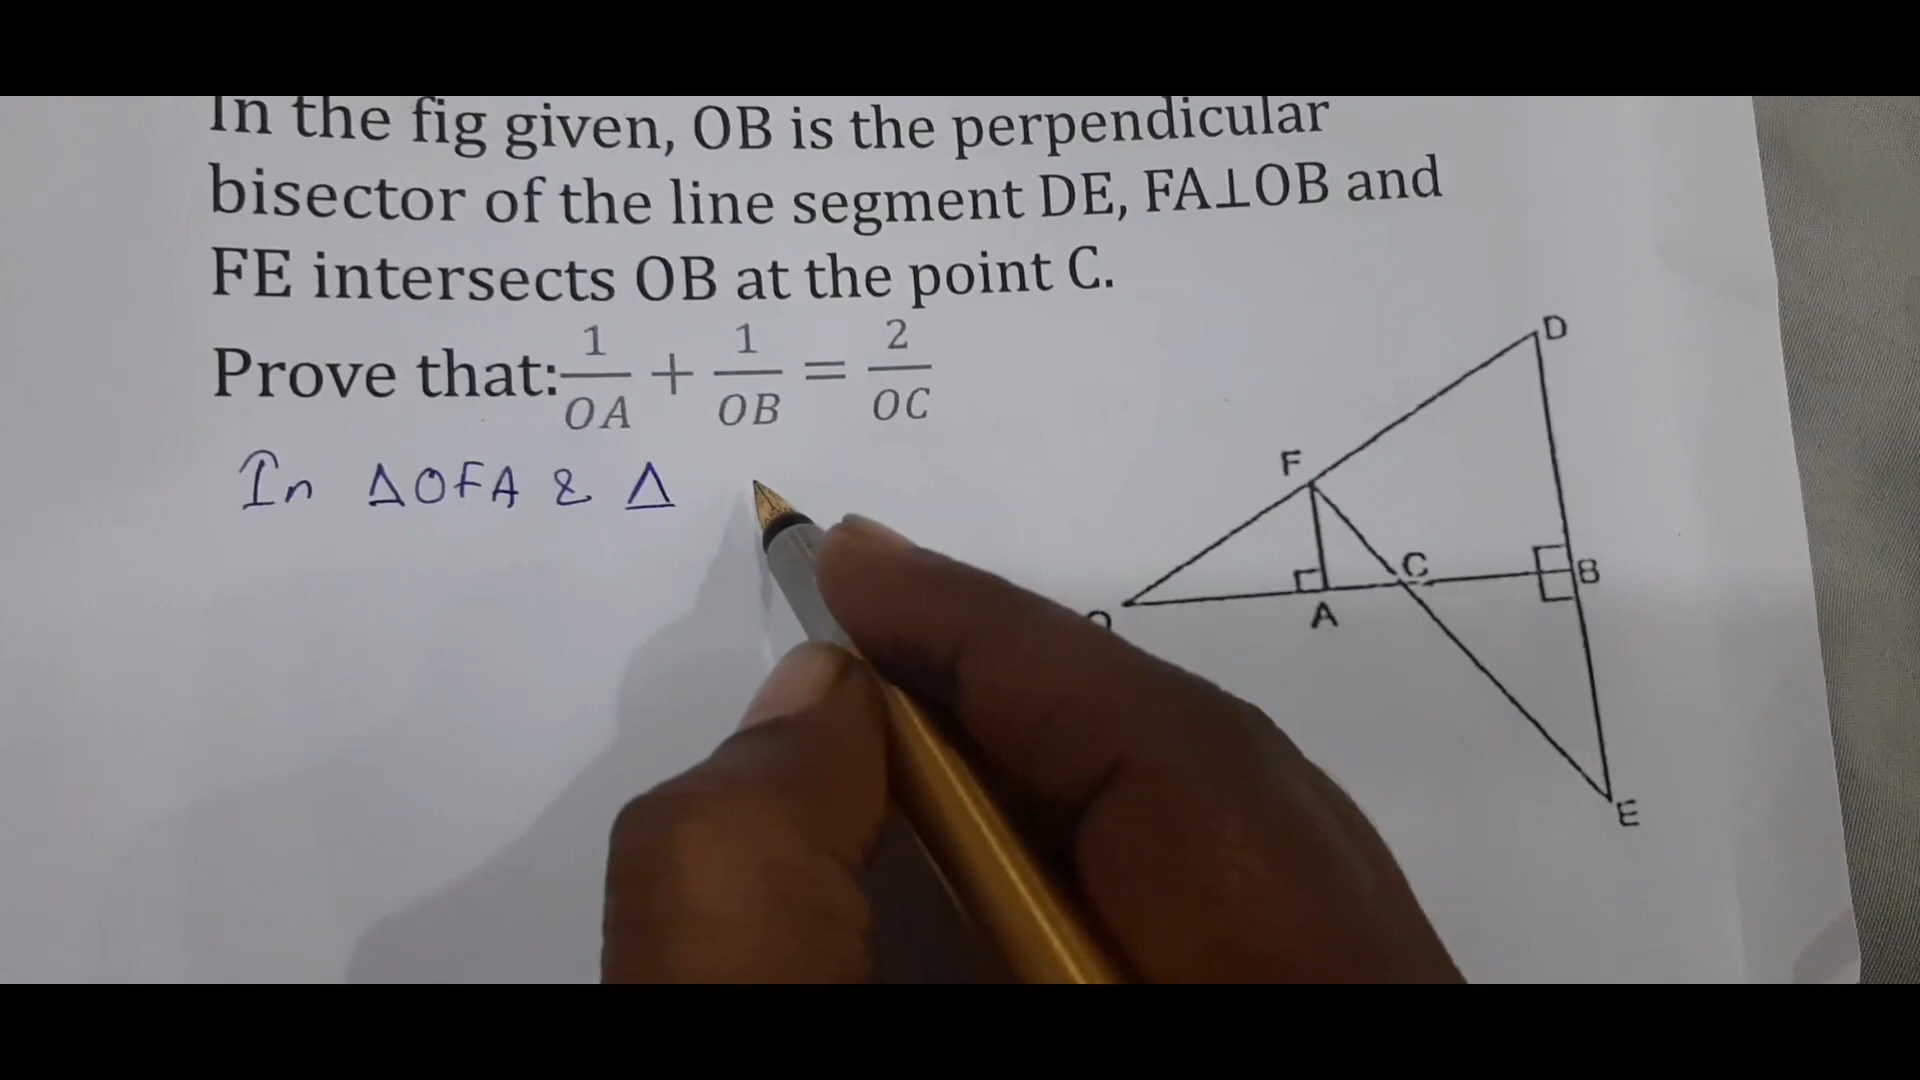 In the fig given, OB is the perpendicular
bisector of the line segment DE, FA⊥OB and
FE intersects OB at the point C.
Prove that: 1/OA + 1/OB = 2/OC
In ΔOFA & Δ
D
F
C
B
A
E